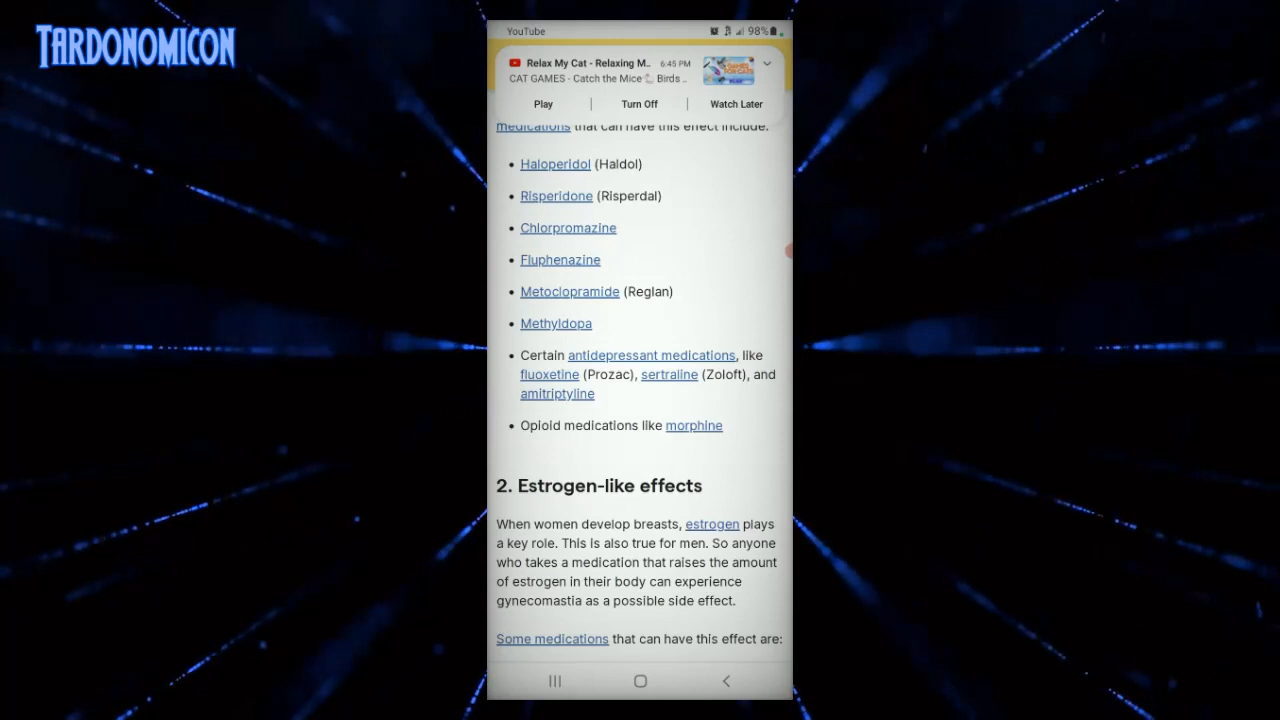 TARDONOMICON
YouTube 98%
Relax My Cat - Relaxing M.. 6:45 PM
CAT GAMES - Catch the Mice Birds ..
GAMES FOR CATS
Play | Turn Off | Watch Later
medications that can have this effect include:
• Haloperidol (Haldol)
• Risperidone (Risperdal)
• Chlorpromazine
• Fluphenazine
• Metoclopramide (Reglan)
• Methyldopa
• Certain antidepressant medications, like
fluoxetine (Prozac), sertraline (Zoloft), and
amitriptyline
• Opioid medications like morphine
2. Estrogen-like effects
When women develop breasts, estrogen plays
a key role. This is also true for men. So anyone
who takes a medication that raises the amount
of estrogen in their body can experience
gynecomastia as a possible side effect.
Some medications that can have this effect are: